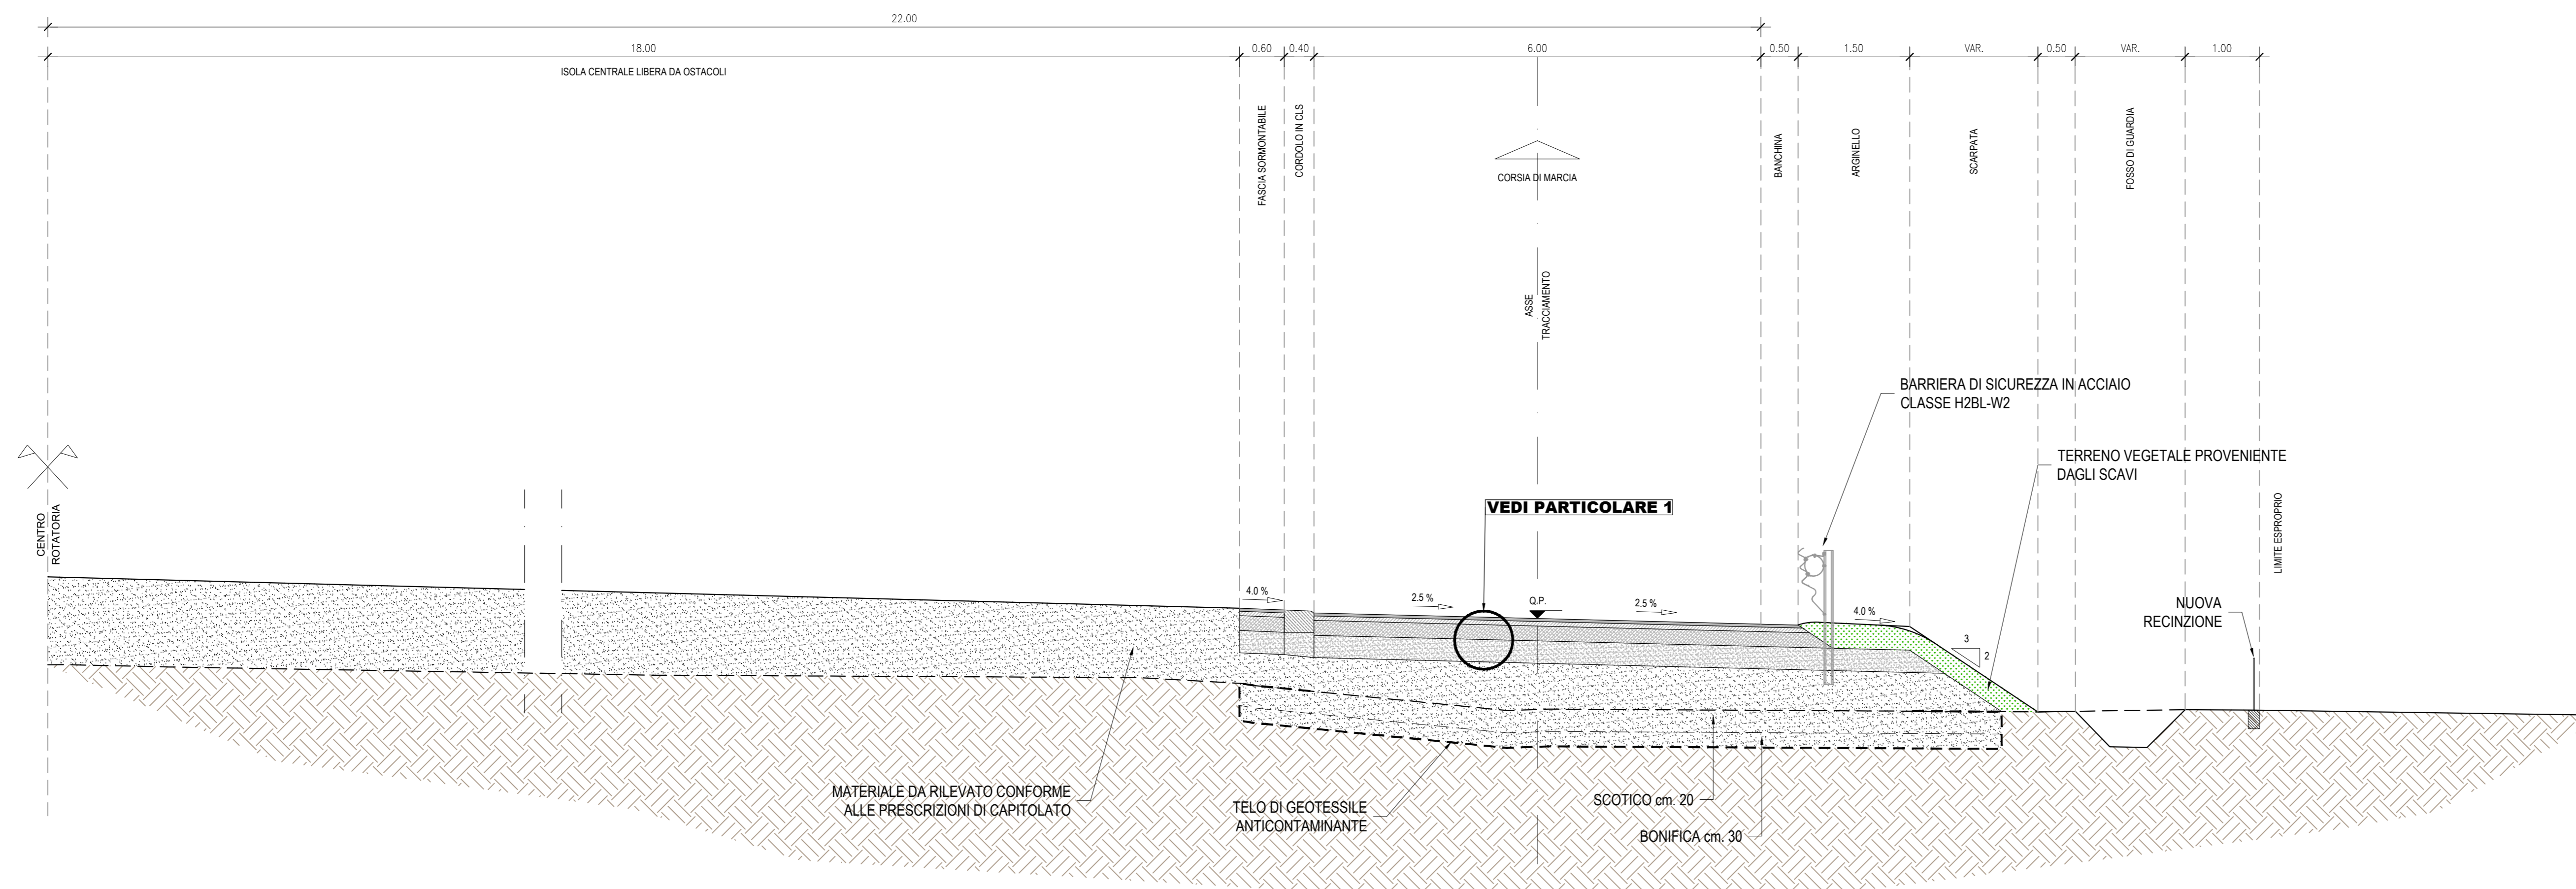 22.00
18.00
0.60
0.40
6.00
0.50
1.50
VAR.
0.50
VAR.
1.00
ISOLA CENTRALE LIBERA DA OSTACOLI
FASCIA SORMONTABILE
CORDOLO IN CLS
CORSIA DI MARCIA
BANCHINA
ARGINELLO
SCARPATA
FOSSO DI GUARDIA
ASSE
TRACCIAMENTO
BARRIERA DI SICUREZZA IN ACCIAIO
CLASSE H2BL-W2
TERRENO VEGETALE PROVENIENTE
DAGLI SCAVI
LIMITE ESPROPRIO
CENTRO
ROTATORIA
VEDI PARTICOLARE 1
4.0 %
2.5 %
Q.P.
2.5 %
4.0 %
3
2
NUOVA
RECINZIONE
MATERIALE DA RILEVATO CONFORME
ALLE PRESCRIZIONI DI CAPITOLATO
TELO DI GEOTESSILE
ANTICONTAMINANTE
SCOTICO cm. 20
BONIFICA cm. 30